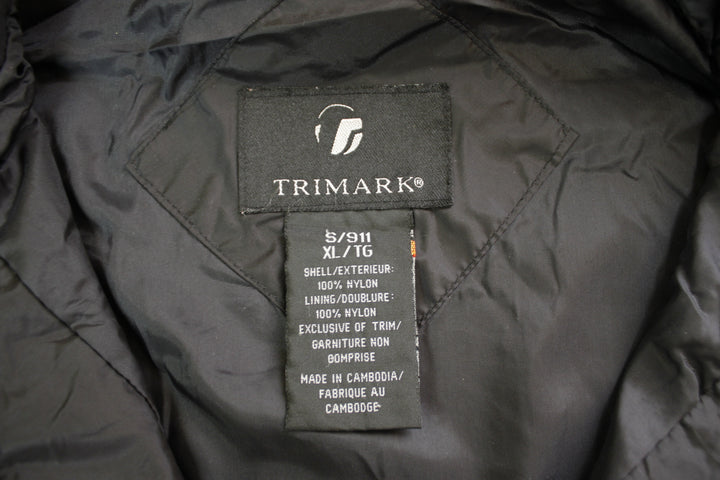 TRIMARK®
S/911
XL/TG
SHELL/EXTERIEUR:
100% NYLON
LINING/DOUBLURE:
100% NYLON
EXCLUSIVE OF TRIM/
GARNITURE NON
COMPRISE
MADE IN CAMBODIA/
FABRIQUE AU
CAMBODGE